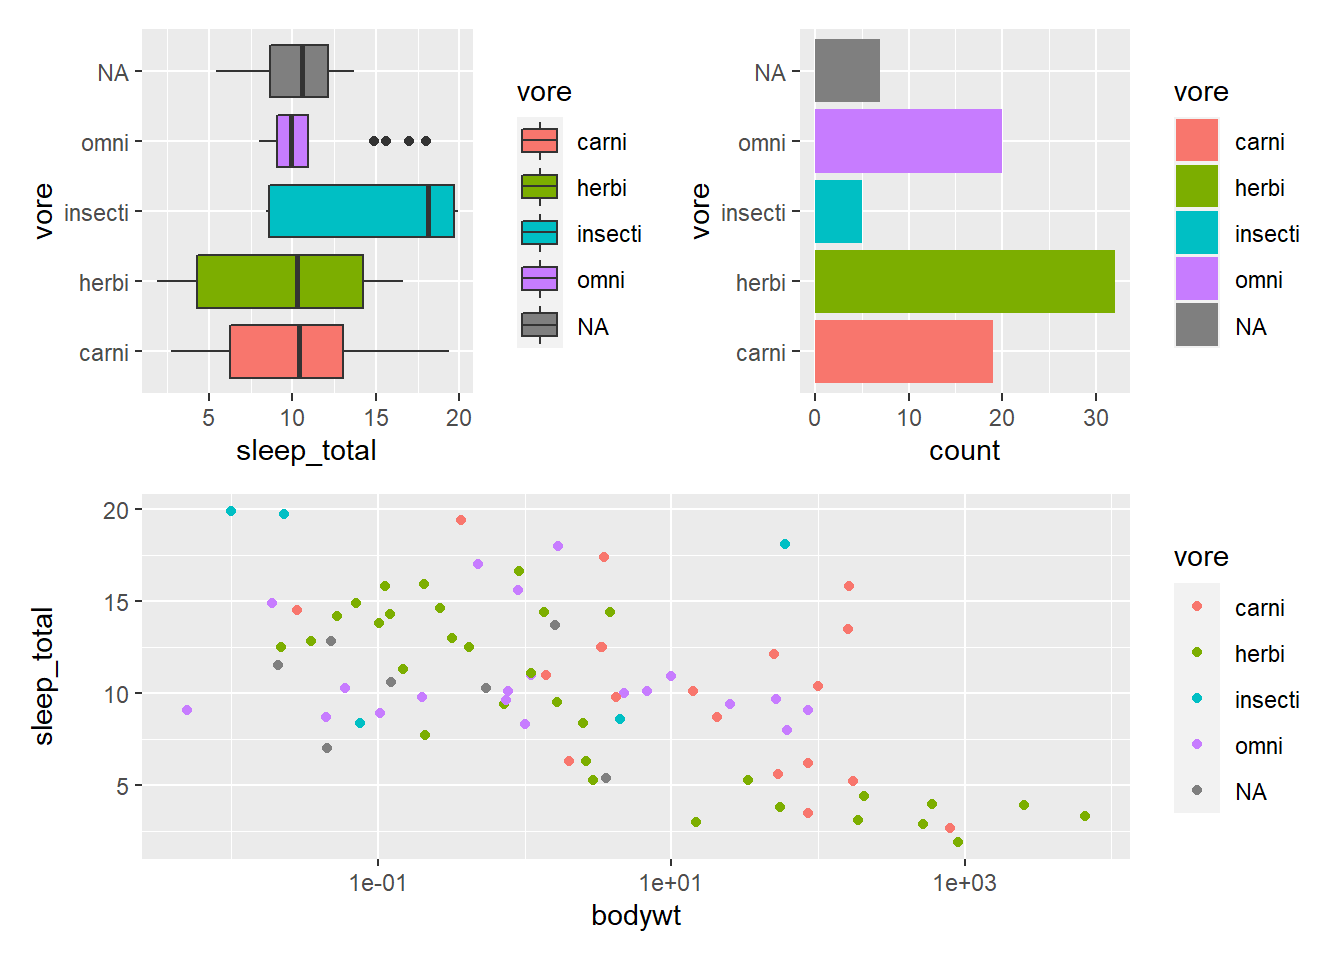 NA
omni
insecti
herbi
carni
vore
5 10 15 20
sleep_total
vore
carni
herbi
insecti
omni
NA
NA
omni
insecti
herbi
carni
vore
0 10 20 30
count
vore
carni
herbi
insecti
omni
NA
20
15
10
5
sleep_total
1e-01 1e+01 1e+03
bodywt
vore
carni
herbi
insecti
omni
NA